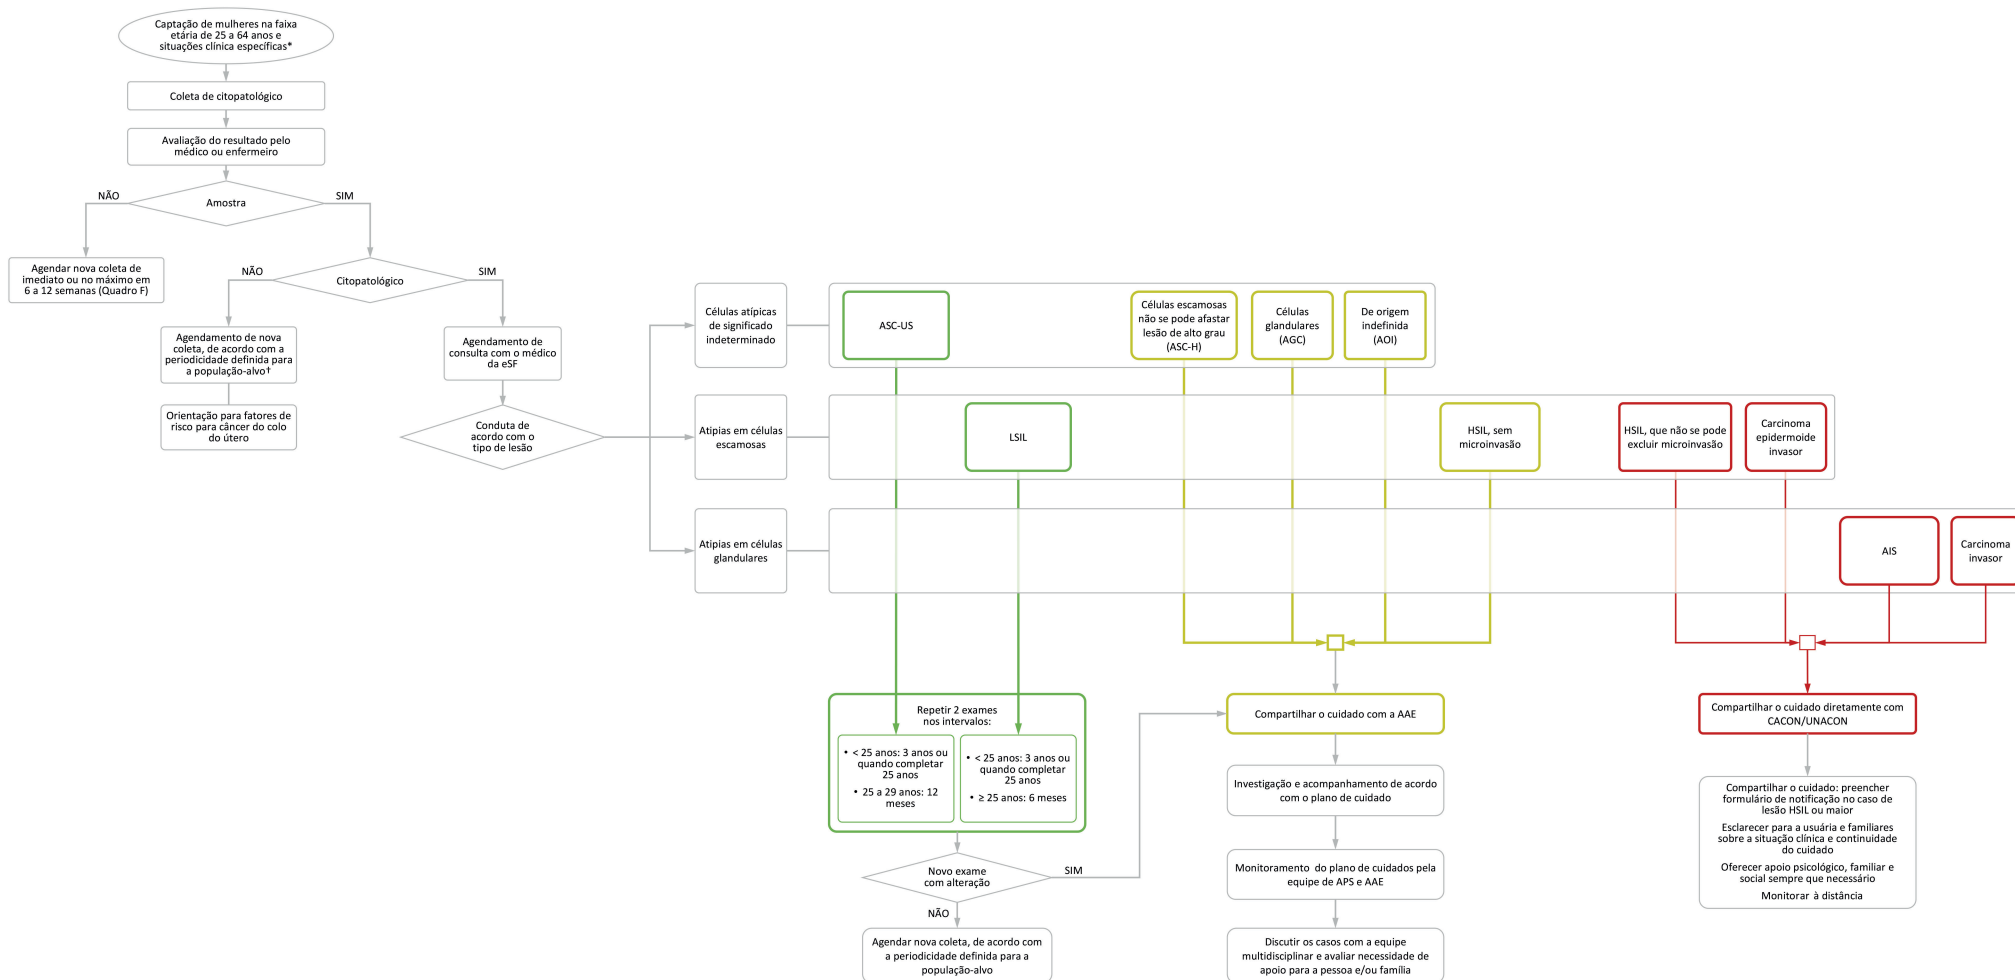 Captação de mulheres na faixa
etária de 25 a 64 anos e
situações clínica específicas*
Coleta de citopatológico
Avaliação do resultado pelo
médico ou enfermeiro
NÃO
SIM
Amostra
Agendar nova coleta de
imediato ou no máximo em
6 a 12 semanas (Quadro F)
NÃO
SIM
Citopatológico
Agendamento de nova
coleta, de acordo com a
periodicidade definida para
a população-alvo†
Orientação para fatores de
risco para câncer do colo
do útero
Agendamento de
consulta com o médico
da eSF
Conduta de
acordo com o
tipo de lesão
Células atípicas
de significado
indeterminado
ASC-US
Células escamosas
não se pode afastar
lesão de alto grau
(ASC-H)
Células
glandulares
(AGC)
De origem
indefinida
(AOI)
Atipias em células
escamosas
LSIL
HSIL, sem
microinvasão
HSIL, que não se pode
excluir microinvasão
Carcinoma
epidermoide
invasor
Atipias em células
glandulares
AIS
Carcinoma
invasor
Repetir 2 exames
nos intervalos:
• < 25 anos: 3 anos ou
quando completar
25 anos
• 25 a 29 anos: 12
meses
• < 25 anos: 3 anos ou
quando completar
25 anos
• ≥ 25 anos: 6 meses
Novo exame
com alteração
SIM
NÃO
Agendar nova coleta, de acordo com
a periodicidade definida para a
população-alvo
Compartilhar o cuidado com a AAE
Investigação e acompanhamento de acordo
com o plano de cuidado
Monitoramento do plano de cuidados pela
equipe de APS e AAE
Discutir os casos com a equipe
multidisciplinar e avaliar necessidade de
apoio para a pessoa e/ou família
Compartilhar o cuidado diretamente com
CACON/UNACON
Compartilhar o cuidado: preencher
formulário de notificação no caso de
lesão HSIL ou maior
Esclarecer para a usuária e familiares
sobre a situação clínica e continuidade
do cuidado
Oferecer apoio psicológico, familiar e
social sempre que necessário
Monitorar à distância